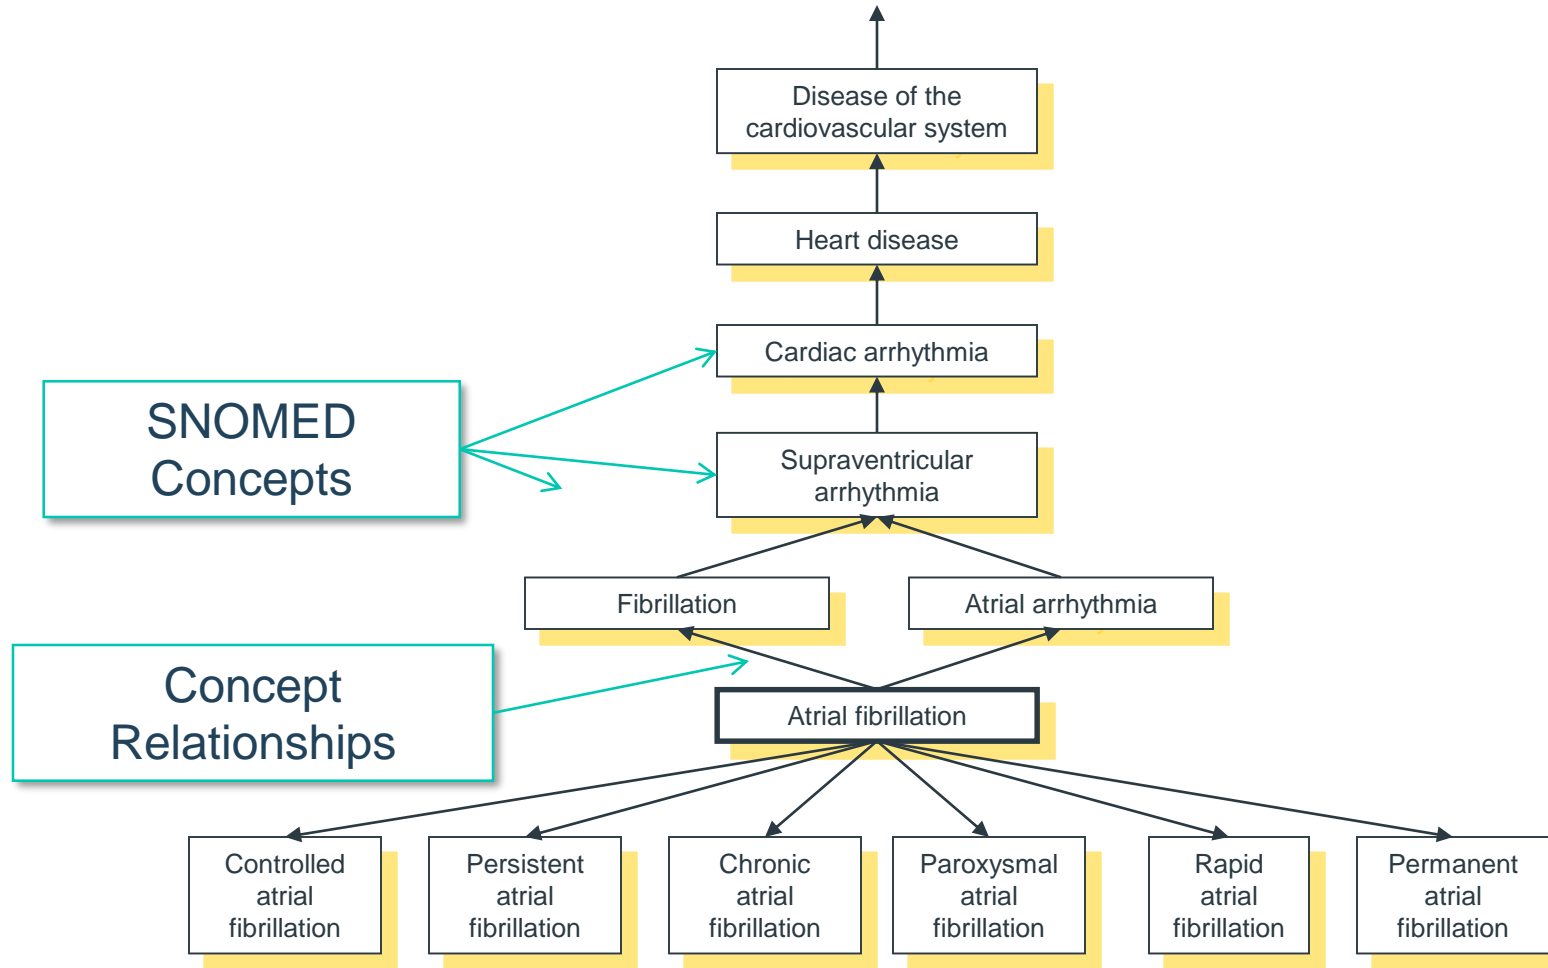 Disease of the
cardiovascular system
Heart disease
Cardiac arrhythmia
SNOMED
Concepts
Supraventricular
arrhythmia
Fibrillation
Atrial arrhythmia
Concept
Relationships
Atrial fibrillation
Controlled
atrial
fibrillation
Persistent
atrial
fibrillation
Chronic
atrial
fibrillation
Paroxysmal
atrial
fibrillation
Rapid
atrial
fibrillation
Permanent
atrial
fibrillation